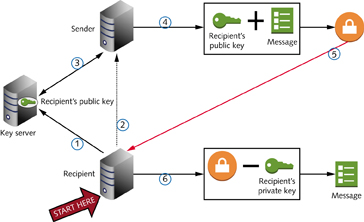 Sender
4
Recipient's
public key
Message
3
5
Recipient's public key
Key server
2
1
Recipient
6
START HERE
Recipient's
private key
Message